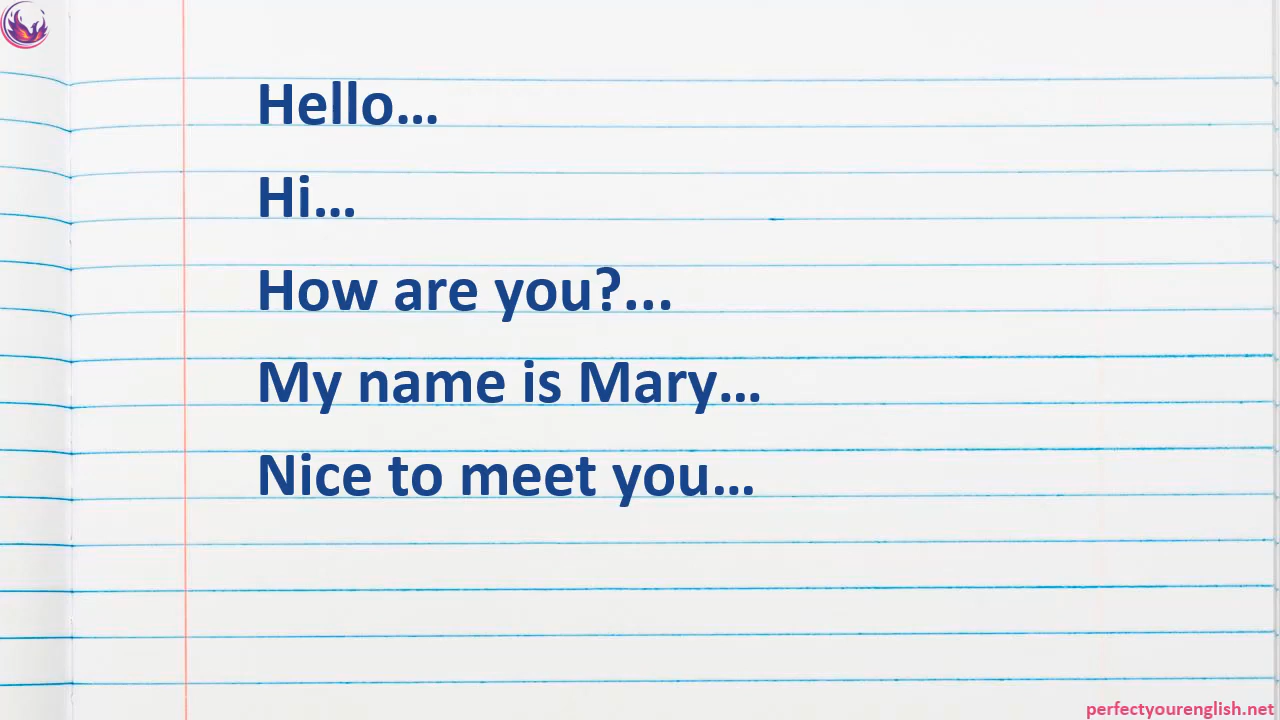 Hello…
Hi…
How are you?...
My name is Mary…
Nice to meet you…
perfectyourenglish.net